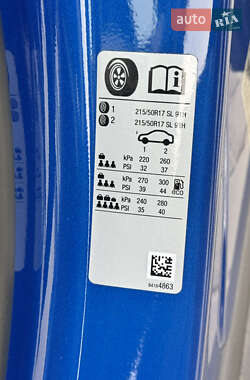 AUTO.RIA
i
1 215/50R17 SL 91H
2 215/50R17 SL 91H
1 2
kPa 220 260
PSI 32 37
kPa 270 300
PSI 39 44 eco
kPa 240 280
PSI 35 40
4863